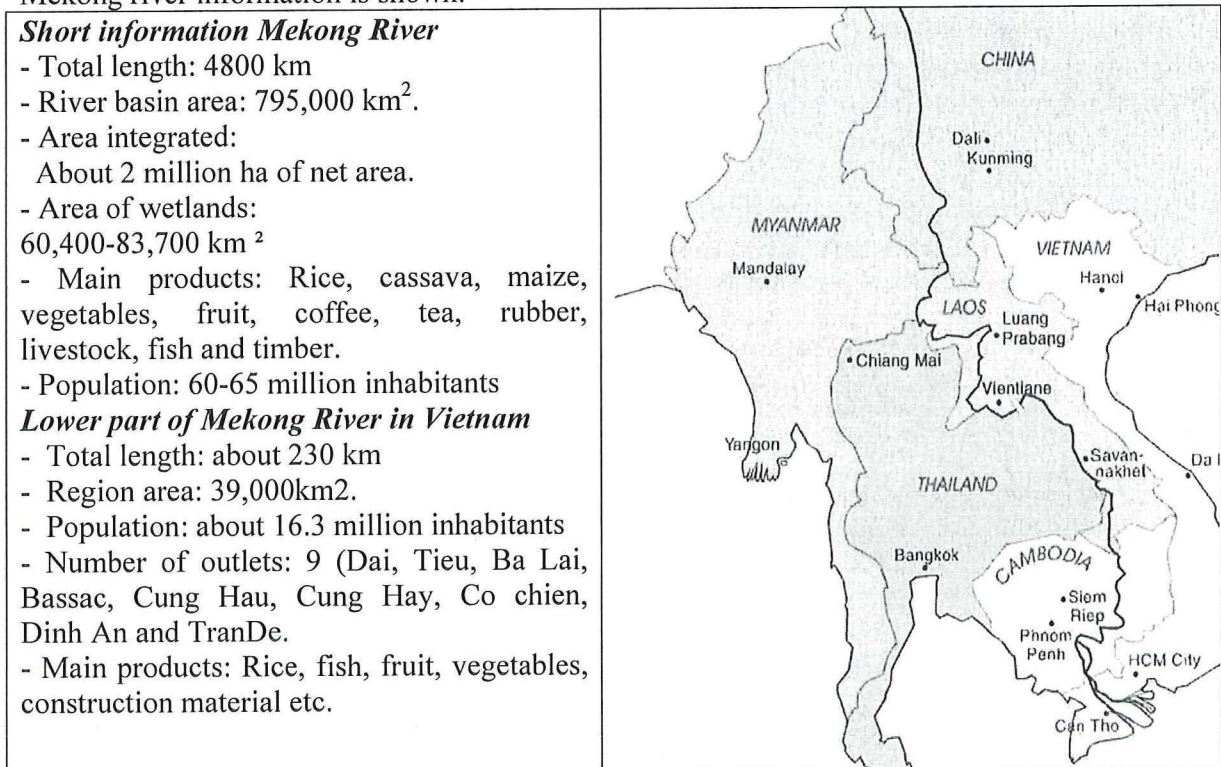 Mekong river information is shown.
Short information Mekong River
- Total length: 4800 km
- River basin area: 795,000 km².
- Area integrated:
About 2 million ha of net area.
- Area of wetlands:
60,400-83,700 km ²
- Main products: Rice, cassava, maize,
vegetables, fruit, coffee, tea, rubber,
livestock, fish and timber.
- Population: 60-65 million inhabitants
Lower part of Mekong River in Vietnam
- Total length: about 230 km
- Region area: 39,000km2.
- Population: about 16.3 million inhabitants
- Number of outlets: 9 (Dai, Tieu, Ba Lai,
Bassac, Cung Hau, Cung Hay, Co chien,
Dinh An and TranDe.
- Main products: Rice, fish, fruit, vegetables,
construction material etc.
CHINA
Dali
Kunming
MYANMAR
VIETNAM
Mandalay
Hanoi
Hai Phong
LAOS
Luang
Prabang
Chiang Mai
Vientiane
Yangon
Savan-
nakhet
Da
THAILAND
Bangkok
CAMBODIA
Siem
Riep
Phnom
Penh
HCM City
Can Tho